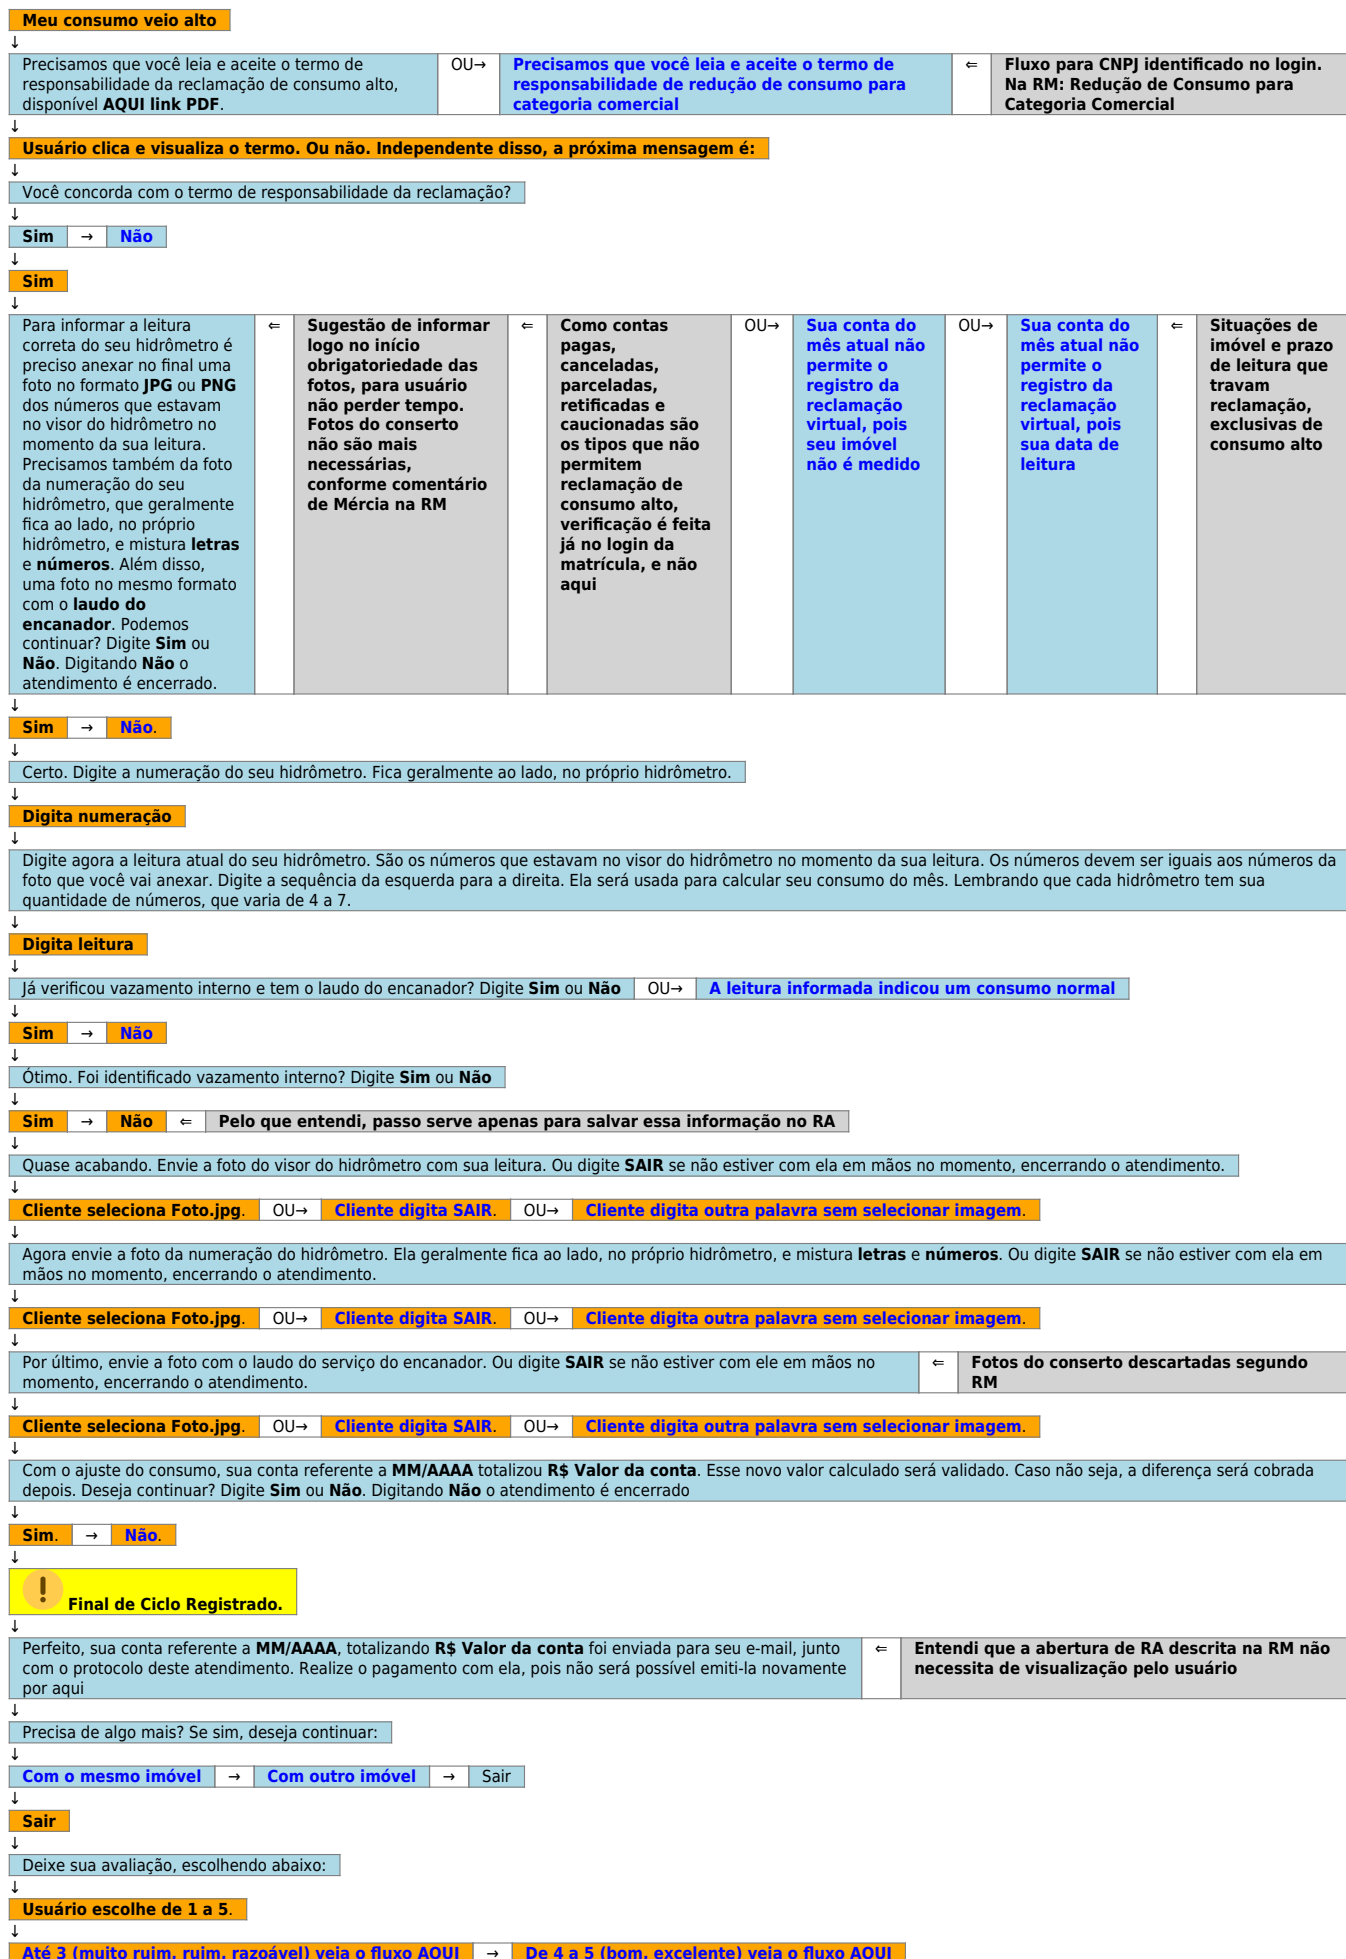 Meu consumo veio alto
↓
Precisamos que você leia e aceite o termo de
responsabilidade da reclamação de consumo alto,
disponível AQUI link PDF.
OU→
Precisamos que você leia e aceite o termo de
responsabilidade de redução de consumo para
categoria comercial
⇐
Fluxo para CNPJ identificado no login.
Na RM: Redução de Consumo para
Categoria Comercial
↓
Usuário clica e visualiza o termo. Ou não. Independente disso, a próxima mensagem é:
↓
Você concorda com o termo de responsabilidade da reclamação?
↓
Sim → Não
↓
Sim
↓
Para informar a leitura
correta do seu hidrômetro é
preciso anexar no final uma
foto no formato JPG ou PNG
dos números que estavam
no visor do hidrômetro no
momento da sua leitura.
Precisamos também da foto
da numeração do seu
hidrômetro, que geralmente
fica ao lado, no próprio
hidrômetro, e mistura letras
e números. Além disso,
uma foto no mesmo formato
com o laudo do
encanador. Podemos
continuar? Digite Sim ou
Não. Digitando Não o
atendimento é encerrado.
⇐
Sugestão de informar
logo no início
obrigatoriedade das
fotos, para usuário
não perder tempo.
Fotos do conserto
não são mais
necessárias,
conforme comentário
de Mércia na RM
⇐
Como contas
pagas,
canceladas,
parceladas,
retificadas e
caucionadas são
os tipos que não
permitem
reclamação de
consumo alto,
verificação é feita
já no login da
matrícula, e não
aqui
OU→
Sua conta do
mês atual não
permite o
registro da
reclamação
virtual, pois
seu imóvel
não é medido
OU→
Sua conta do
mês atual não
permite o
registro da
reclamação
virtual, pois
sua data de
leitura
⇐
Situações de
imóvel e prazo
de leitura que
travam
reclamação,
exclusivas de
consumo alto
↓
Sim → Não.
↓
Certo. Digite a numeração do seu hidrômetro. Fica geralmente ao lado, no próprio hidrômetro.
↓
Digita numeração
↓
Digite agora a leitura atual do seu hidrômetro. São os números que estavam no visor do hidrômetro no momento da sua leitura. Os números devem ser iguais aos números da
foto que você vai anexar. Digite a sequência da esquerda para a direita. Ela será usada para calcular seu consumo do mês. Lembrando que cada hidrômetro tem sua
quantidade de números, que varia de 4 a 7.
↓
Digita leitura
↓
Já verificou vazamento interno e tem o laudo do encanador? Digite Sim ou Não OU→ A leitura informada indicou um consumo normal
↓
Sim → Não
↓
Ótimo. Foi identificado vazamento interno? Digite Sim ou Não
↓
Sim → Não ⇐ Pelo que entendi, passo serve apenas para salvar essa informação no RA
↓
Quase acabando. Envie a foto do visor do hidrômetro com sua leitura. Ou digite SAIR se não estiver com ela em mãos no momento, encerrando o atendimento.
↓
Cliente seleciona Foto.jpg. OU→ Cliente digita SAIR. OU→ Cliente digita outra palavra sem selecionar imagem.
↓
Agora envie a foto da numeração do hidrômetro. Ela geralmente fica ao lado, no próprio hidrômetro, e mistura letras e números. Ou digite SAIR se não estiver com ela em
mãos no momento, encerrando o atendimento.
↓
Cliente seleciona Foto.jpg. OU→ Cliente digita SAIR. OU→ Cliente digita outra palavra sem selecionar imagem.
↓
Por último, envie a foto com o laudo do serviço do encanador. Ou digite SAIR se não estiver com ele em mãos no
momento, encerrando o atendimento.
⇐
Fotos do conserto descartadas segundo
RM
↓
Cliente seleciona Foto.jpg. OU→ Cliente digita SAIR. OU→ Cliente digita outra palavra sem selecionar imagem.
↓
Com o ajuste do consumo, sua conta referente a MM/AAAA totalizou R$ Valor da conta. Esse novo valor calculado será validado. Caso não seja, a diferença será cobrada
depois. Deseja continuar? Digite Sim ou Não. Digitando Não o atendimento é encerrado
↓
Sim. → Não.
↓
Final de Ciclo Registrado.
↓
Perfeito, sua conta referente a MM/AAAA, totalizando R$ Valor da conta foi enviada para seu e-mail, junto
com o protocolo deste atendimento. Realize o pagamento com ela, pois não será possível emiti-la novamente
por aqui
⇐
Entendi que a abertura de RA descrita na RM não
necessita de visualização pelo usuário
↓
Precisa de algo mais? Se sim, deseja continuar:
↓
Com o mesmo imóvel → Com outro imóvel → Sair
↓
Sair
↓
Deixe sua avaliação, escolhendo abaixo:
↓
Usuário escolhe de 1 a 5.
↓
Até 3 (muito ruim, ruim, razoável) veja o fluxo AQUI → De 4 a 5 (bom, excelente) veja o fluxo AQUI